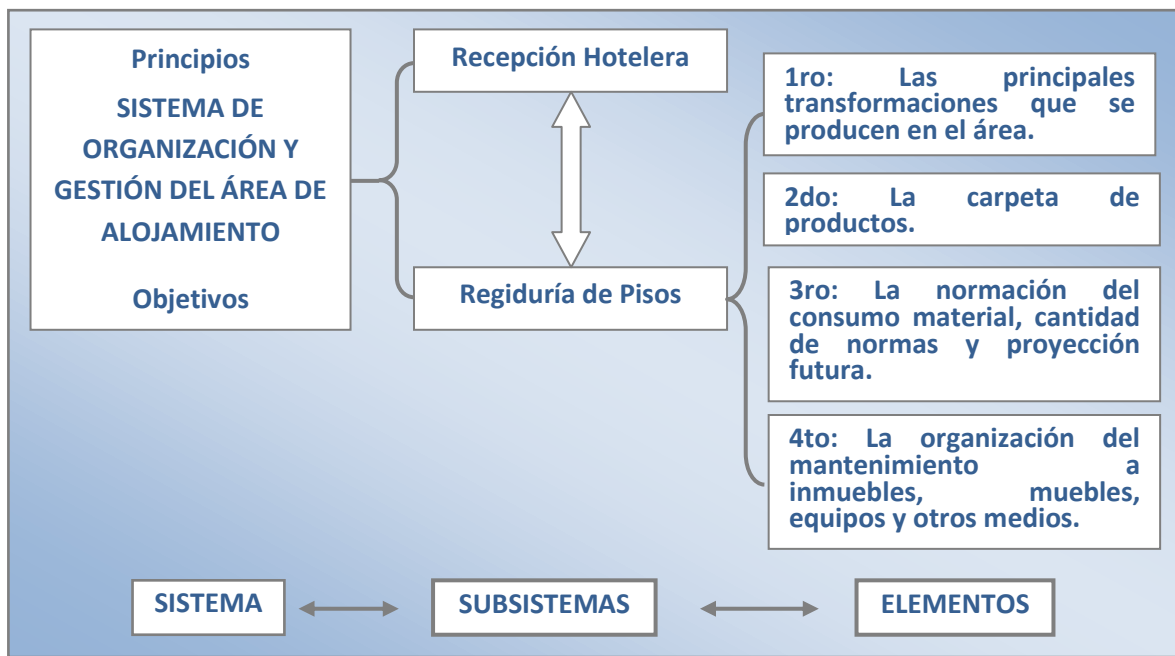 Principios
SISTEMA DE
ORGANIZACIÓN Y
GESTIÓN DEL ÁREA DE
ALOJAMIENTO
Objetivos
Recepción Hotelera
Regiduría de Pisos
1ro: Las principales
transformaciones que se
producen en el área.
2do: La carpeta de
productos.
3ro: La normación del
consumo material, cantidad
de normas y proyección
futura.
4to: La organización del
mantenimiento a
inmuebles, muebles,
equipos y otros medios.
SISTEMA
SUBSISTEMAS
ELEMENTOS